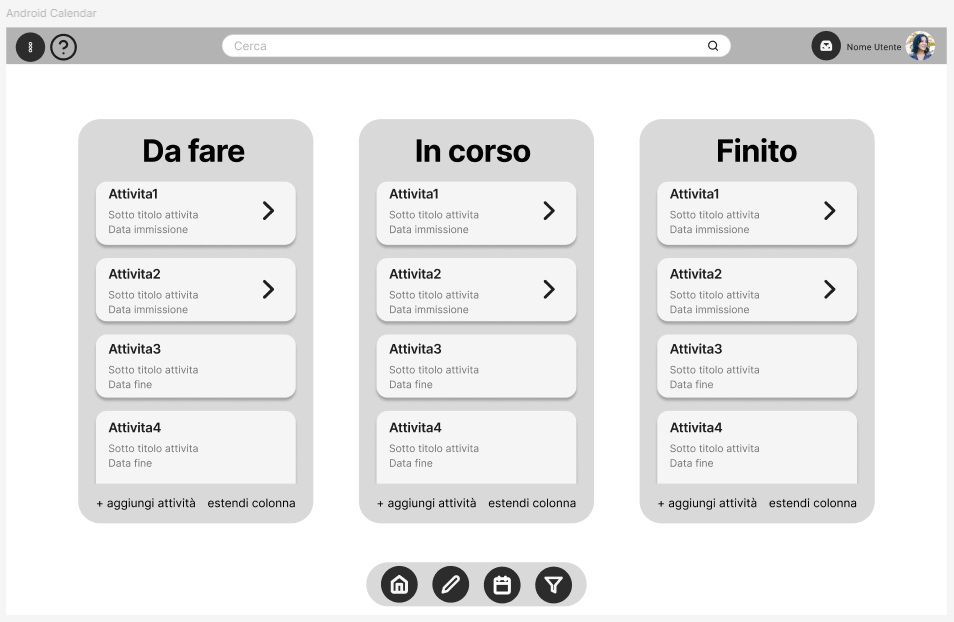 Android Calendar
?
Cerca
Nome Utente
Da fare
Attivita1
Sotto titolo attivita
Data immissione
Attivita2
Sotto titolo attivita
Data immissione
Attivita3
Sotto titolo attivita
Data fine
Attivita4
Sotto titolo attivita
Data fine
+ aggiungi attività estendi colonna
In corso
Attivita1
Sotto titolo attivita
Data immissione
Attivita2
Sotto titolo attivita
Data immissione
Attivita3
Sotto titolo attivita
Data fine
Attivita4
Sotto titolo attivita
Data fine
+ aggiungi attività estendi colonna
Finito
Attivita1
Sotto titolo attivita
Data immissione
Attivita2
Sotto titolo attivita
Data immissione
Attivita3
Sotto titolo attivita
Data fine
Attivita4
Sotto titolo attivita
Data fine
+ aggiungi attività estendi colonna